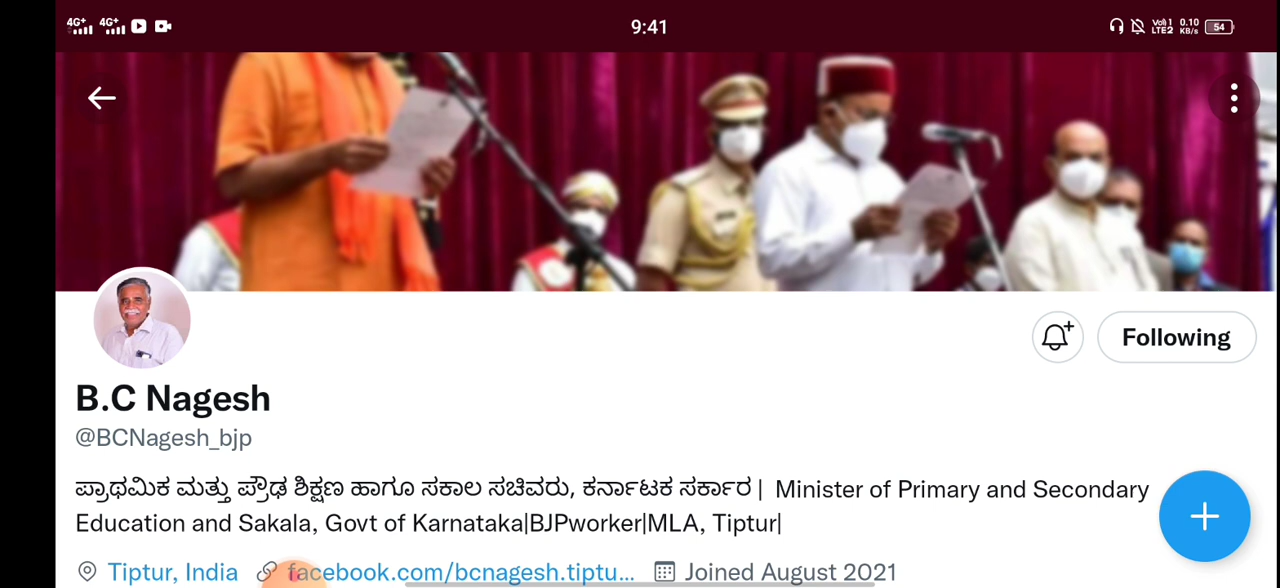 4G+ 4G+ 9:41 Vo) 1 LTE2 0.10 KB/s 54
Following
B.C Nagesh
@BCNagesh_bjp
ಪ್ರಾಥಮಿಕ ಮತ್ತು ಪ್ರೌಢ ಶಿಕ್ಷಣ ಹಾಗೂ ಸಕಾಲ ಸಚಿವರು, ಕರ್ನಾಟಕ ಸರ್ಕಾರ | Minister of Primary and Secondary
Education and Sakala, Govt of Karnataka|BJPworker|MLA, Tiptur|
Tiptur, India facebook.com/bcnagesh.tiptu... Joined August 2021